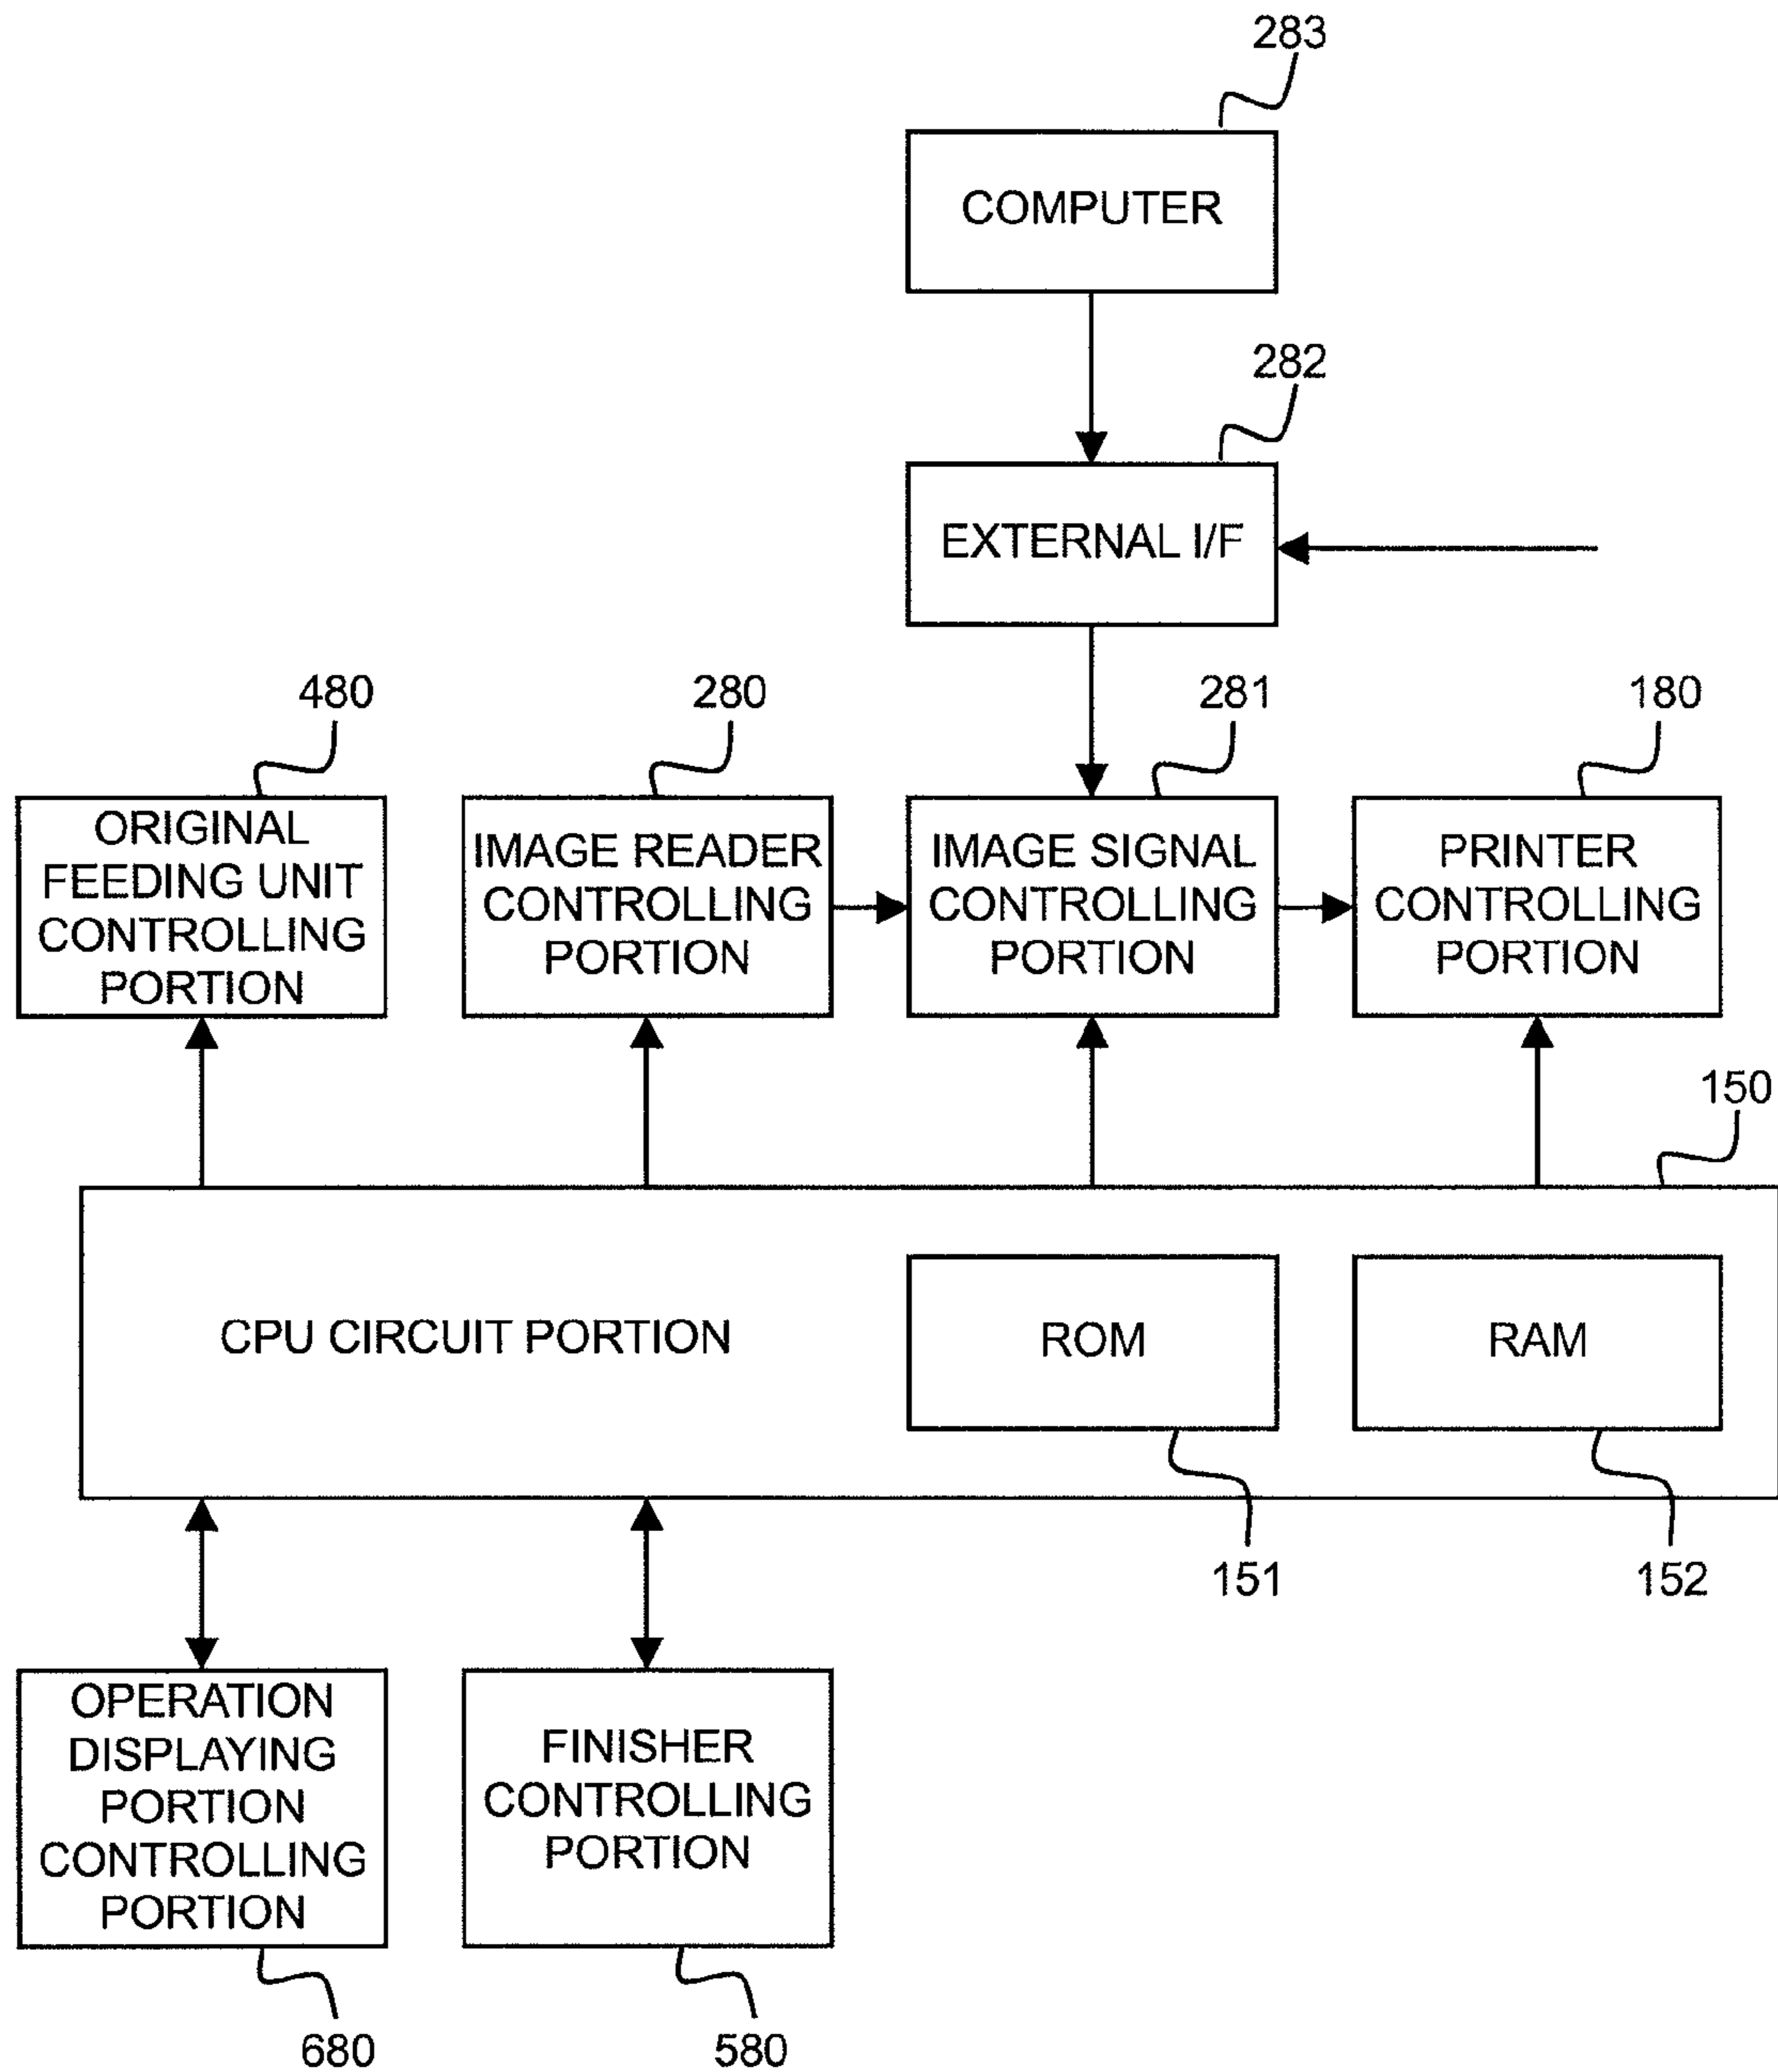 283
COMPUTER
282
EXTERNAL I/F
480
280
281
180
ORIGINAL
FEEDING UNIT
CONTROLLING
PORTION
IMAGE READER
CONTROLLING
PORTION
IMAGE SIGNAL
CONTROLLING
PORTION
PRINTER
CONTROLLING
PORTION
150
CPU CIRCUIT PORTION
ROM
RAM
151
152
OPERATION
DISPLAYING
PORTION
CONTROLLING
PORTION
FINISHER
CONTROLLING
PORTION
680
580